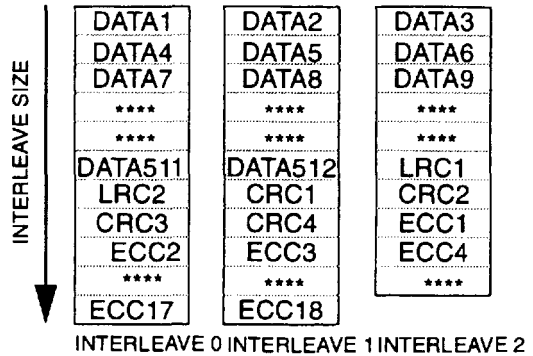 DATA1 DATA2 DATA3
DATA4 DATA5 DATA6
DATA7 DATA8 DATA9
**** **** ****
**** **** ****
DATA511 DATA512 LRC1
LRC2 CRC1 CRC2
CRC3 CRC4 ECC1
ECC2 ECC3 ECC4
**** **** ****
ECC17 ECC18
INTERLEAVE 0 INTERLEAVE 1 INTERLEAVE 2
INTERLEAVE SIZE